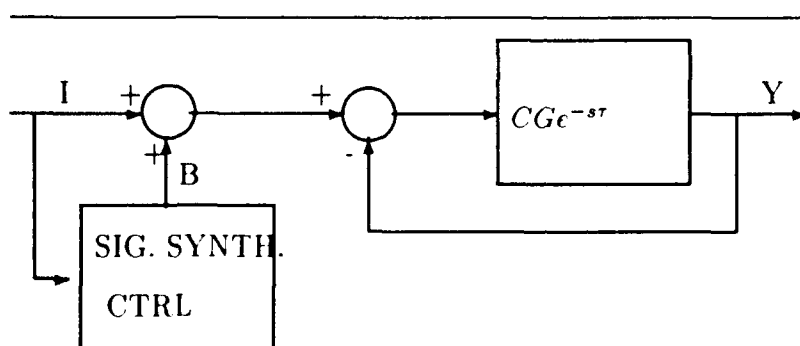 I
+
+
Y
CGϵ^{-sτ}
+
-
B
SIG. SYNTH.
CTRL